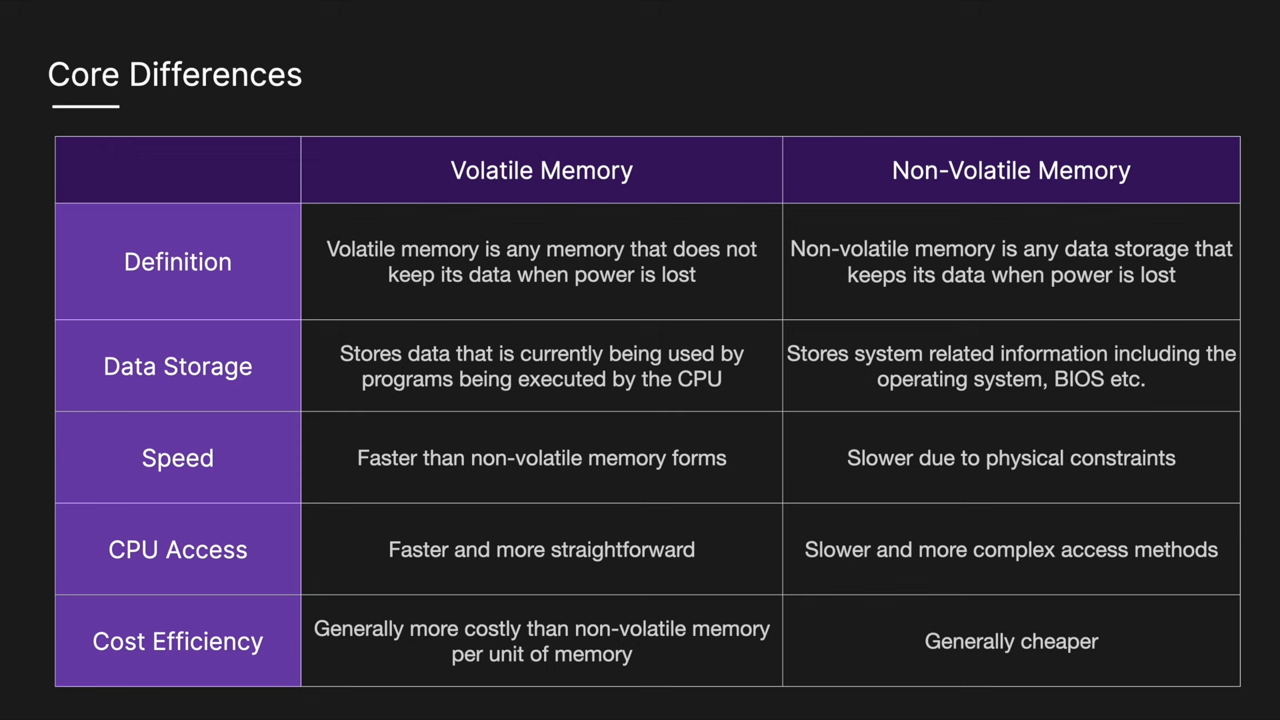 Core Differences
Volatile Memory
Non-Volatile Memory
Definition
Volatile memory is any memory that does not
keep its data when power is lost
Non-volatile memory is any data storage that
keeps its data when power is lost
Data Storage
Stores data that is currently being used by
programs being executed by the CPU
Stores system related information including the
operating system, BIOS etc.
Speed
Faster than non-volatile memory forms
Slower due to physical constraints
CPU Access
Faster and more straightforward
Slower and more complex access methods
Cost Efficiency
Generally more costly than non-volatile memory
per unit of memory
Generally cheaper